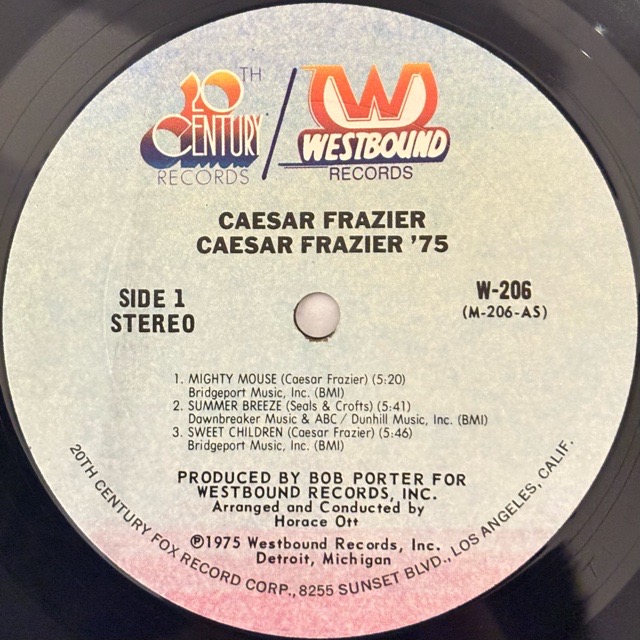 20TH CENTURY RECORDS / W WESTBOUND RECORDS
CAESAR FRAZIER
CAESAR FRAZIER '75
SIDE 1
STEREO
W-206
(M-206-AS)
1. MIGHTY MOUSE (Caesar Frazier) (5:20)
Bridgeport Music, Inc. (BMI)
2. SUMMER BREEZE (Seals & Crofts) (5:41)
Dawnbreaker Music & ABC / Dunhill Music, Inc. (BMI)
3. SWEET CHILDREN (Caesar Frazier) (5:46)
Bridgeport Music, Inc. (BMI)
PRODUCED BY BOB PORTER FOR
WESTBOUND RECORDS, INC.
Arranged and Conducted by
Horace Ott
℗1975 Westbound Records, Inc.
Detroit, Michigan
20TH CENTURY FOX RECORD CORP., 8255 SUNSET BLVD., LOS ANGELES, CALIF.